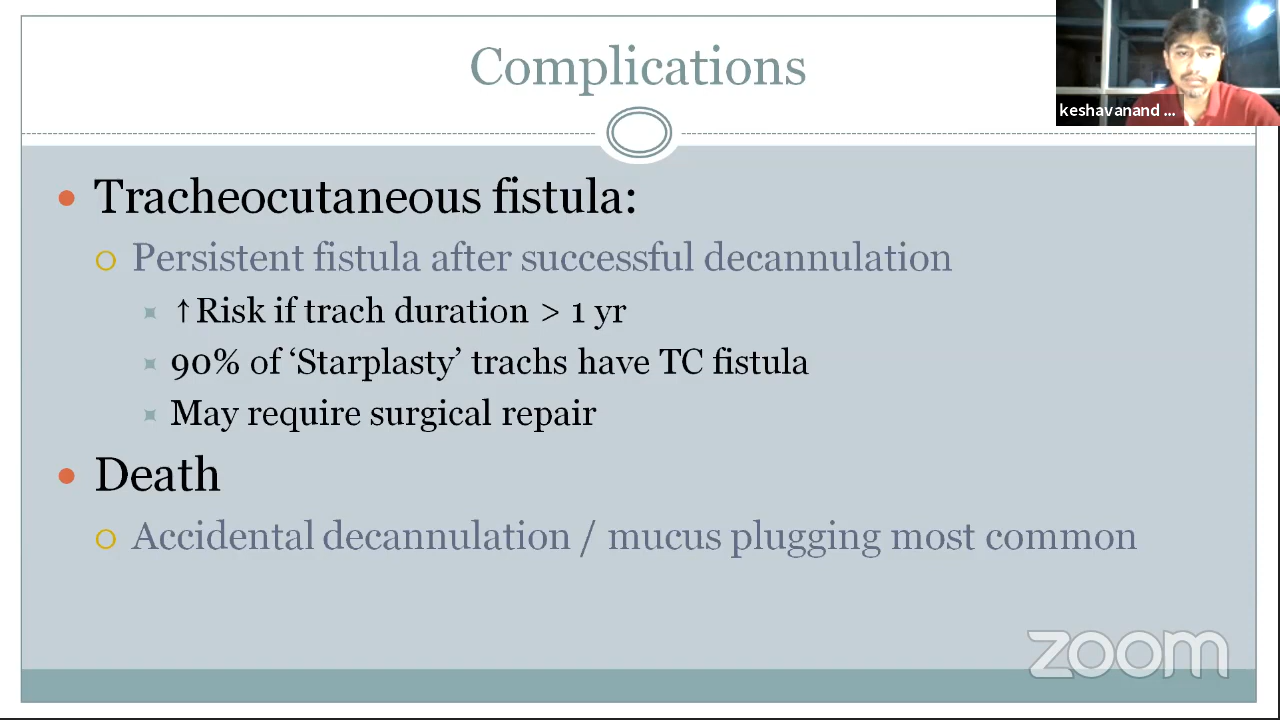 Complications
keshavanand ...
Tracheocutaneous fistula:
Persistent fistula after successful decannulation
↑Risk if trach duration > 1 yr
90% of ‘Starplasty’ trachs have TC fistula
May require surgical repair
Death
Accidental decannulation / mucus plugging most common
zoom